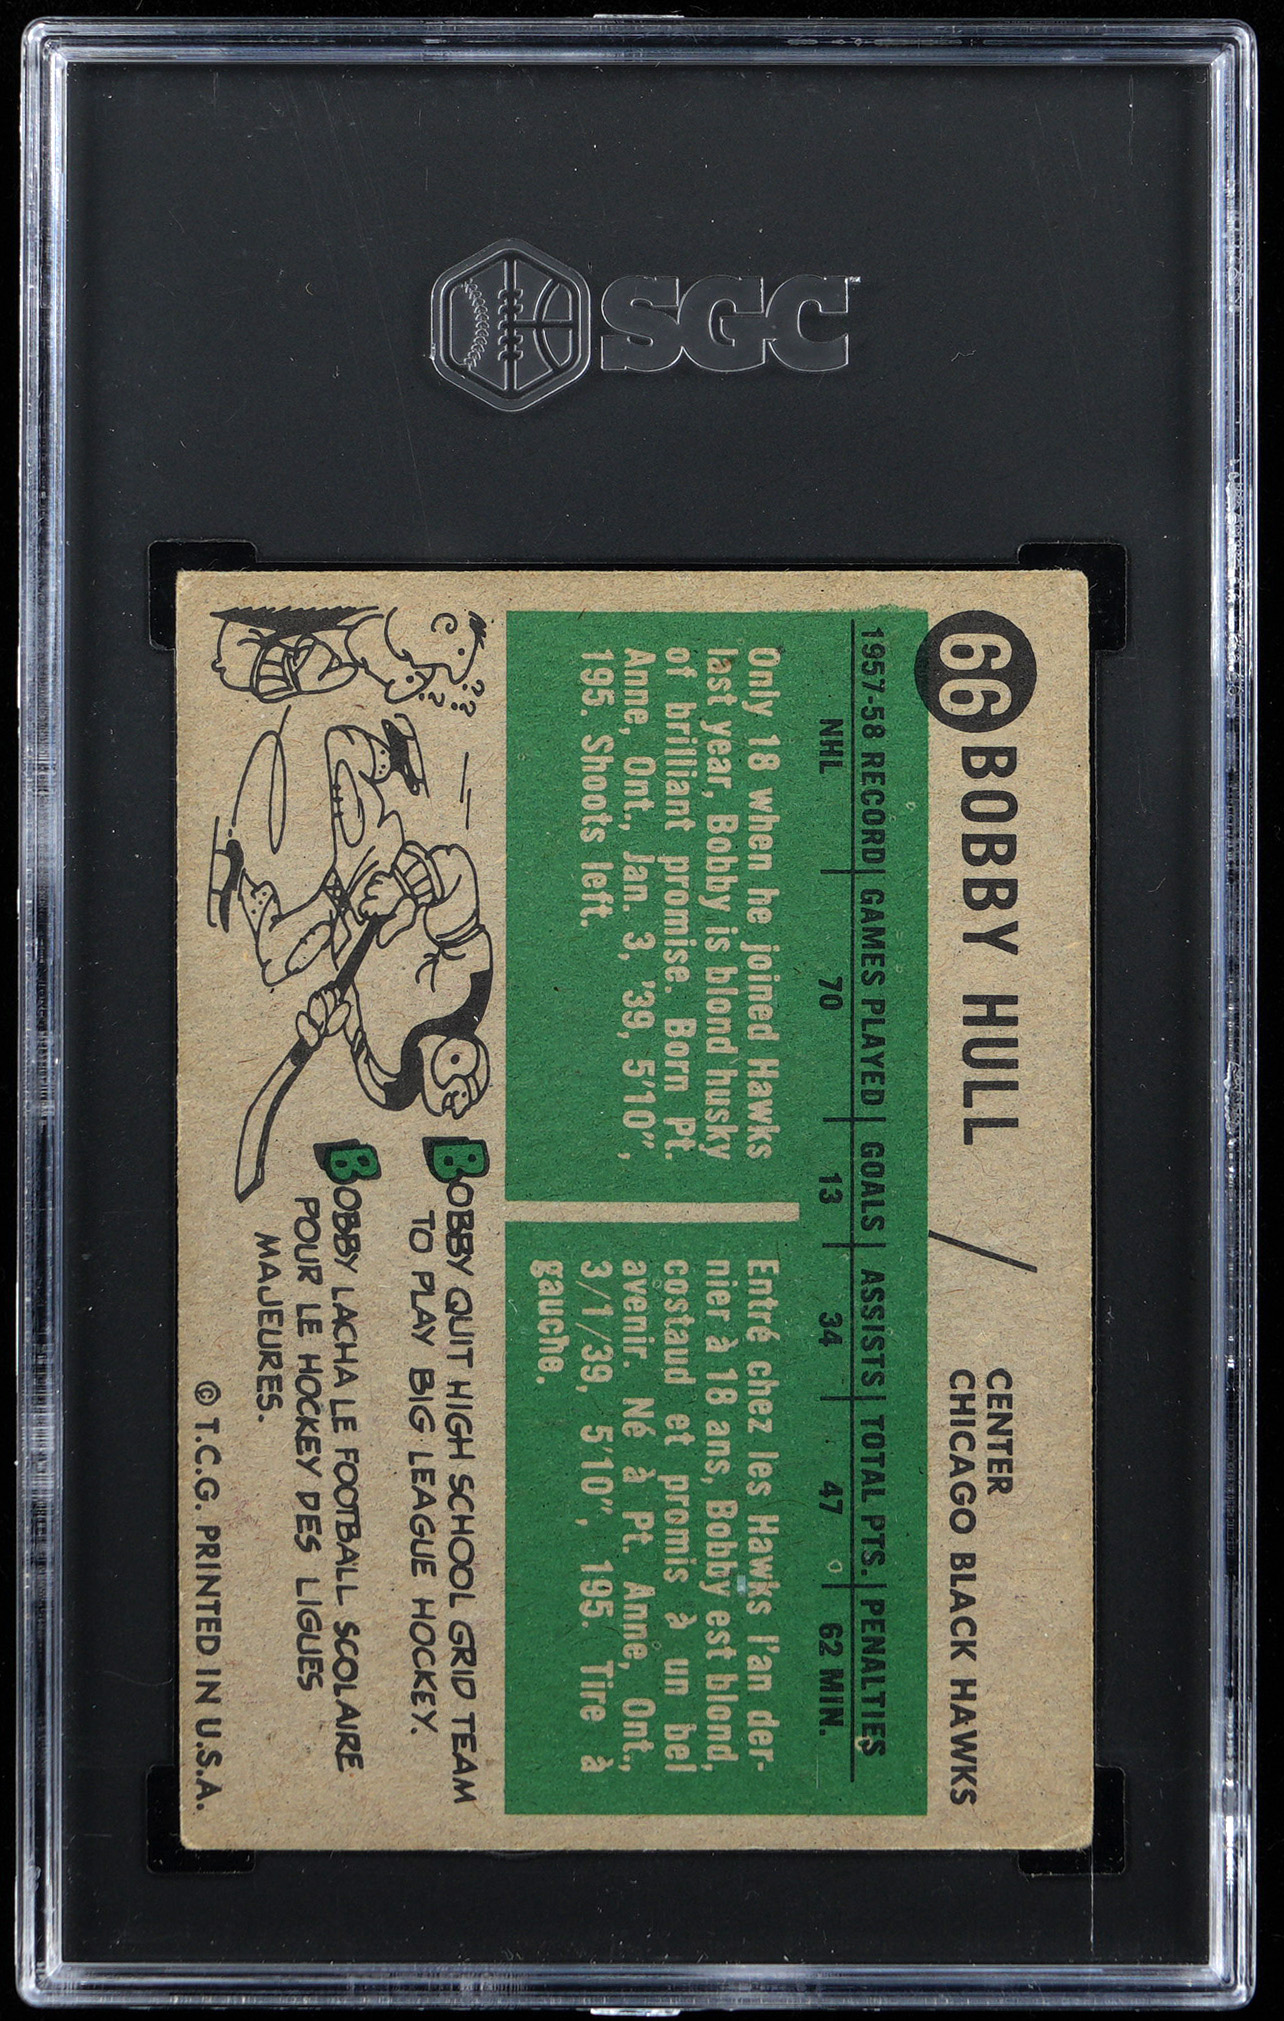 SGC
66 BOBBY HULL / CENTER
CHICAGO BLACK HAWKS
1957-58 RECORD GAMES PLAYED GOALS ASSISTS TOTAL PTS. PENALTIES
NHL 70 13 34 47 62 MIN.
Only 18 when he joined Hawks
last year, Bobby is blond husky
of brilliant promise. Born Pt.
Anne, Ont., Jan. 3, '39, 5'10",
195. Shoots left.
Entré chez les Hawks l'an der-
nier à 18 ans, Bobby est blond,
costaud et promis à un bel
avenir. Né à Pt. Anne, Ont.,
3/1/39, 5'10", 195. Tire à
gauche.
???
BOBBY QUIT HIGH SCHOOL GRID TEAM
TO PLAY BIG LEAGUE HOCKEY.
BOBBY LACHA LE FOOTBALL SCOLAIRE
POUR LE HOCKEY DES LIGUES
MAJEURES.
© T.C.G. PRINTED IN U.S.A.